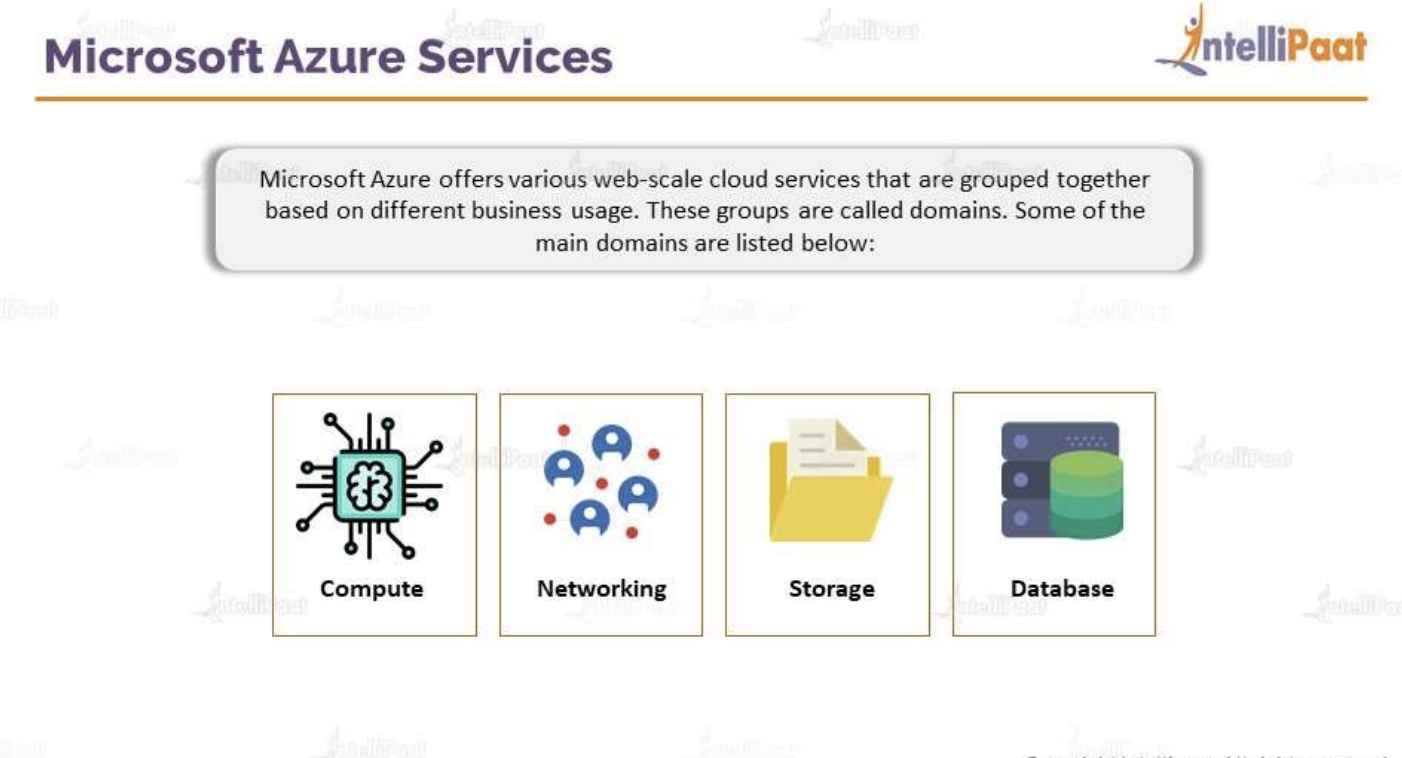 Microsoft Azure Services
IntelliPaat
Microsoft Azure offers various web-scale cloud services that are grouped together
based on different business usage. These groups are called domains. Some of the
main domains are listed below:
Compute
Networking
Storage
Database